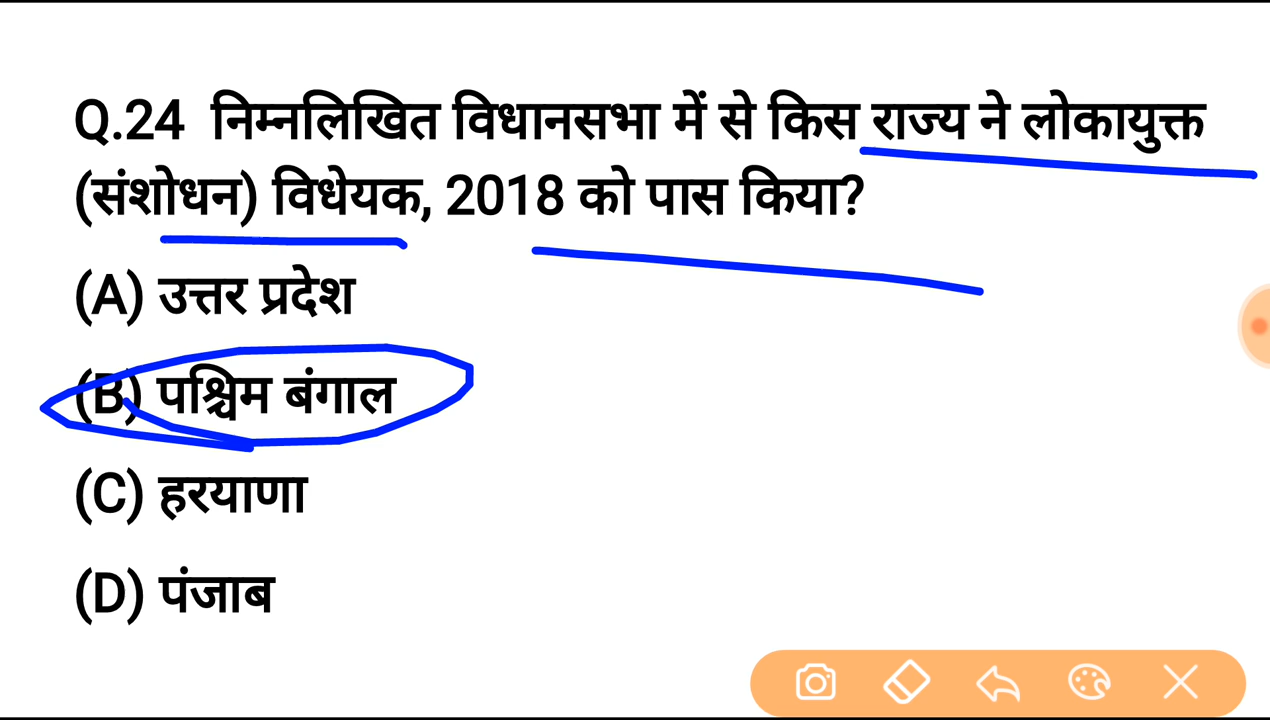 Q.24 निम्नलिखित विधानसभा में से किस राज्य ने लोकायुक्त
(संशोधन) विधेयक, 2018 को पास किया?
(A) उत्तर प्रदेश
(B) पश्चिम बंगाल
(C) हरयाणा
(D) पंजाब